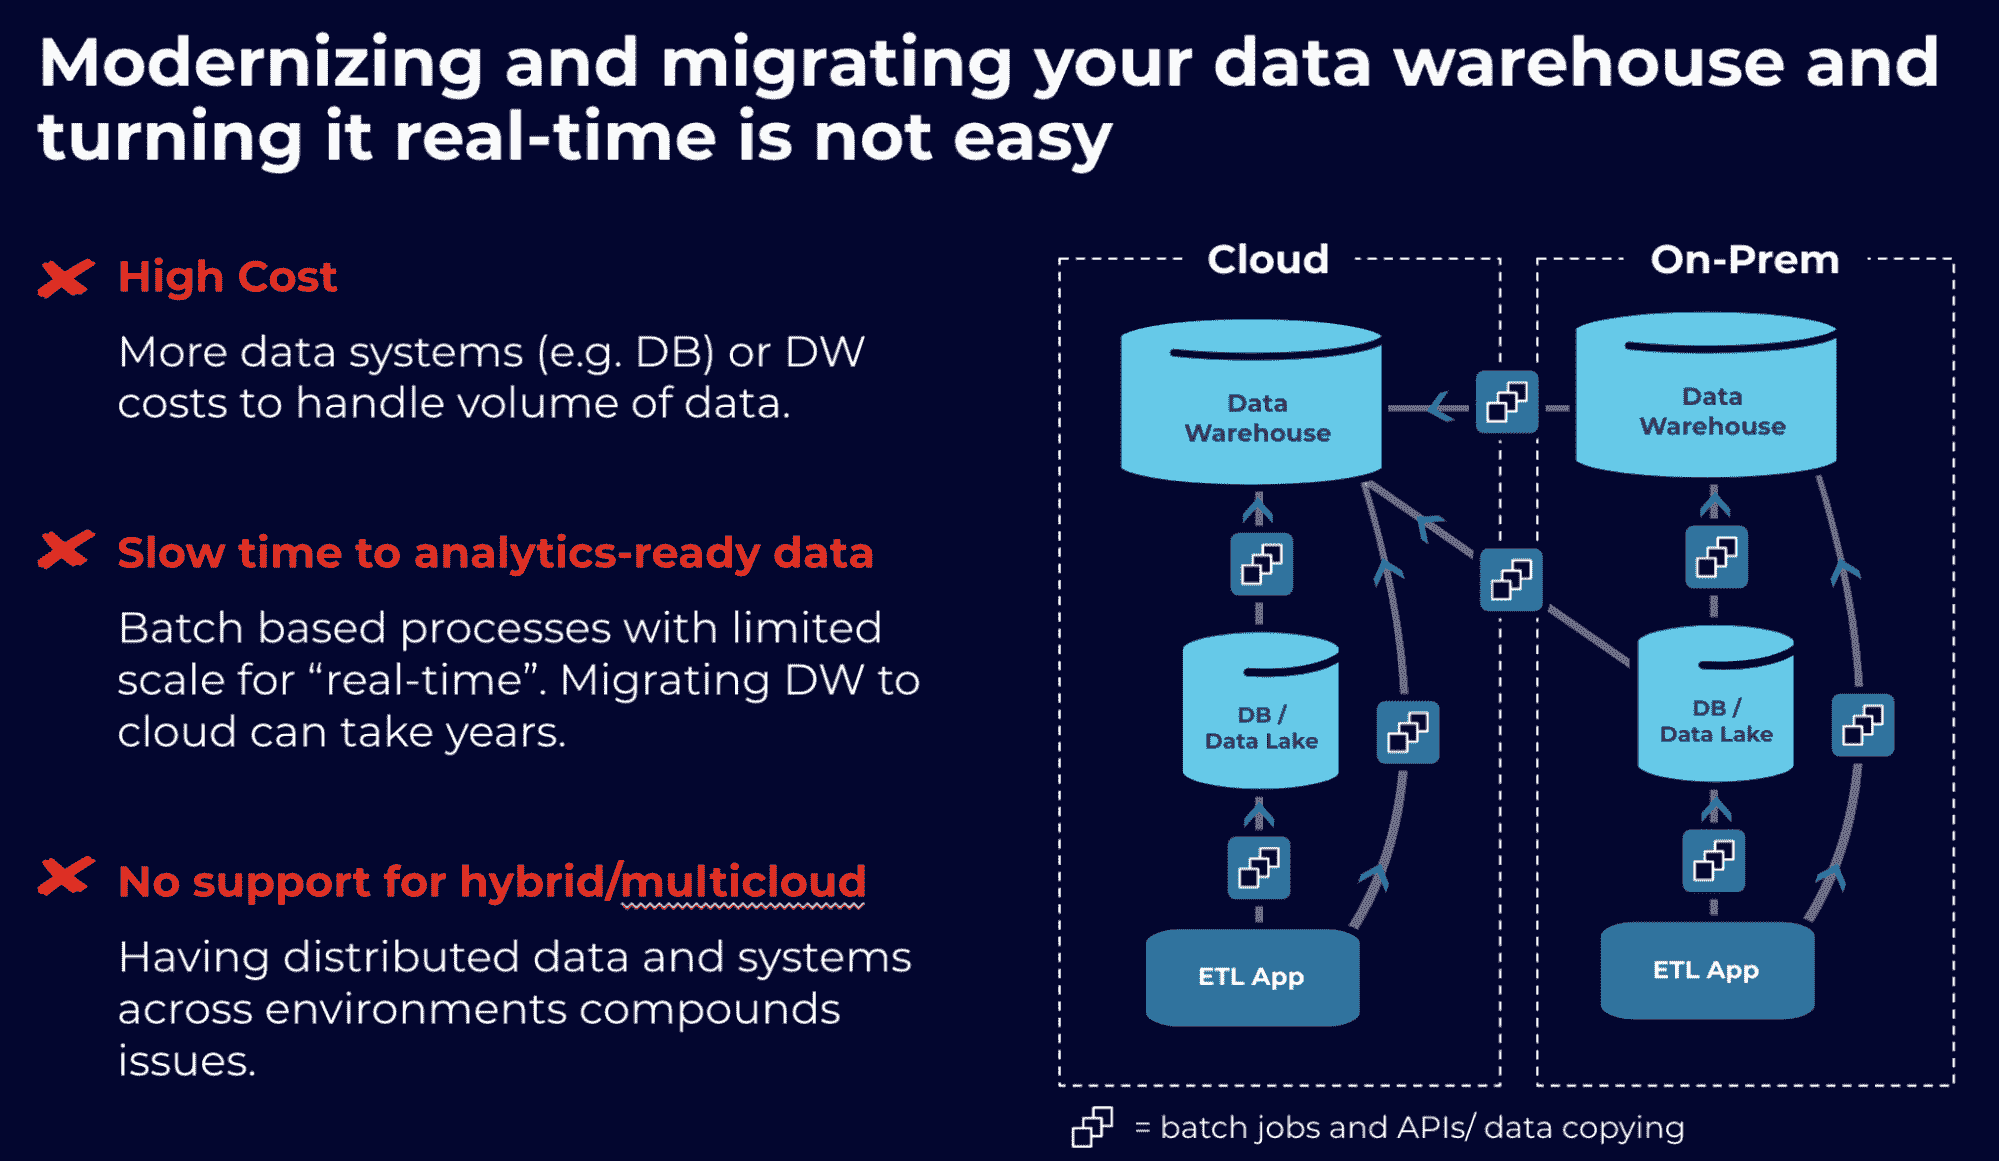 Modernizing and migrating your data warehouse and
turning it real-time is not easy
High Cost
More data systems (e.g. DB) or DW
costs to handle volume of data.
Slow time to analytics-ready data
Batch based processes with limited
scale for “real-time”. Migrating DW to
cloud can take years.
No support for hybrid/multicloud
Having distributed data and systems
across environments compounds
issues.
Cloud
Data
Warehouse
DB /
Data Lake
ETL App
On-Prem
Data
Warehouse
DB /
Data Lake
ETL App
= batch jobs and APIs/ data copying